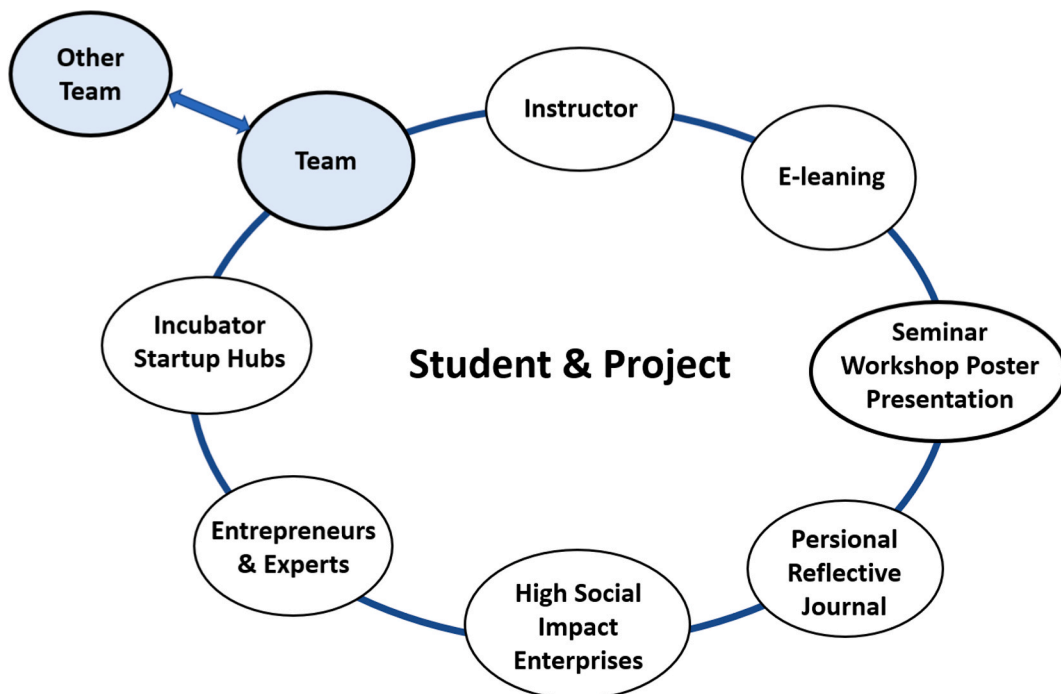 Other
Team
Team
Instructor
E-leaning
Seminar
Workshop Poster
Presentation
Persional
Reflective
Journal
High Social
Impact
Enterprises
Entrepreneurs
& Experts
Incubator
Startup Hubs
Student & Project